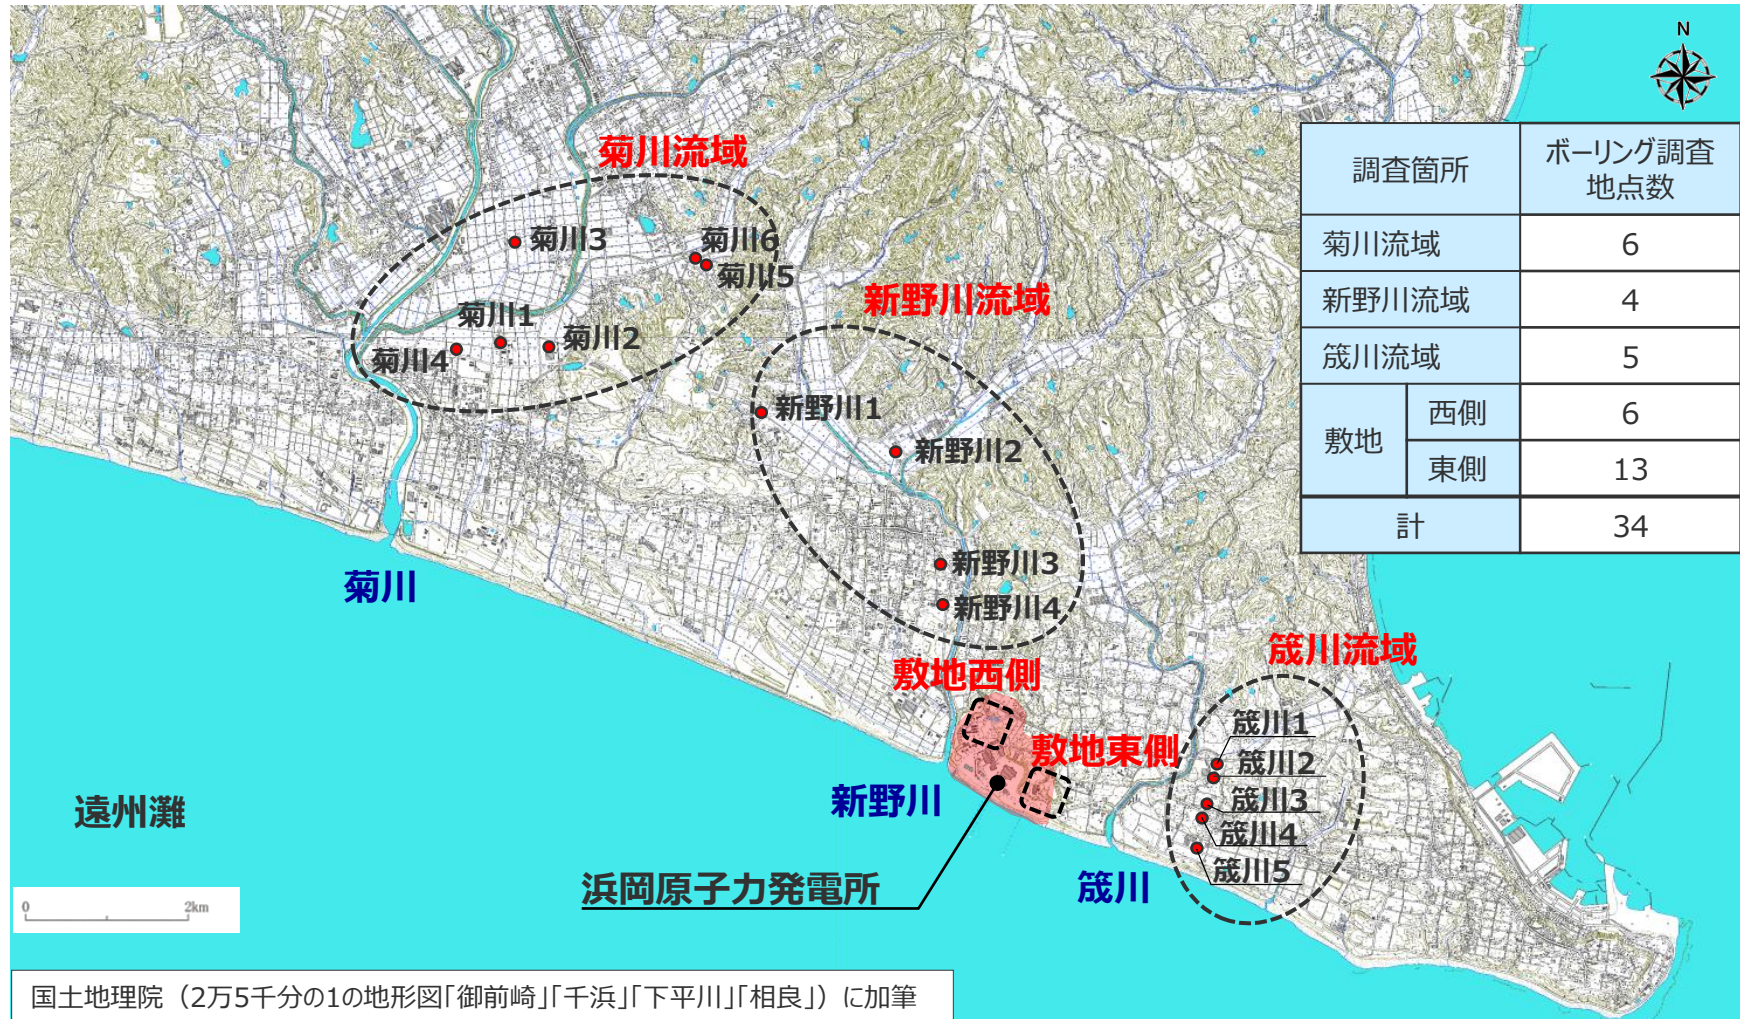 N
菊川流域
調査箇所
ボーリング調査
地点数
菊川流域
6
新野川流域
4
筬川流域
5
敷地
西側
6
東側
13
計
34
菊川3
菊川6
菊川5
新野川流域
菊川1
菊川2
菊川4
新野川1
新野川2
新野川3
新野川4
菊川
筬川流域
敷地西側
敷地東側
筬川1
筬川2
筬川3
筬川4
筬川5
新野川
遠州灘
浜岡原子力発電所
筬川
0
2km
国土地理院（2万5千分の1の地形図「御前崎」「千浜」「下平川」「相良」）に加筆